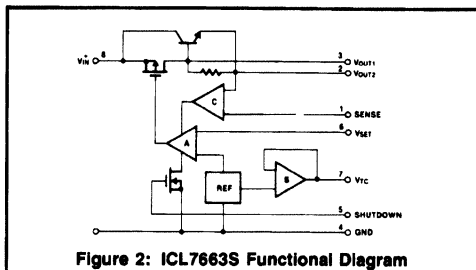 V⁺IN 8
3 VOUT1
2 VOUT2
C
1 SENSE
6 VSET
A
REF
B
7 VTC
5 SHUTDOWN
4 GND
Figure 2: ICL7663S Functional Diagram